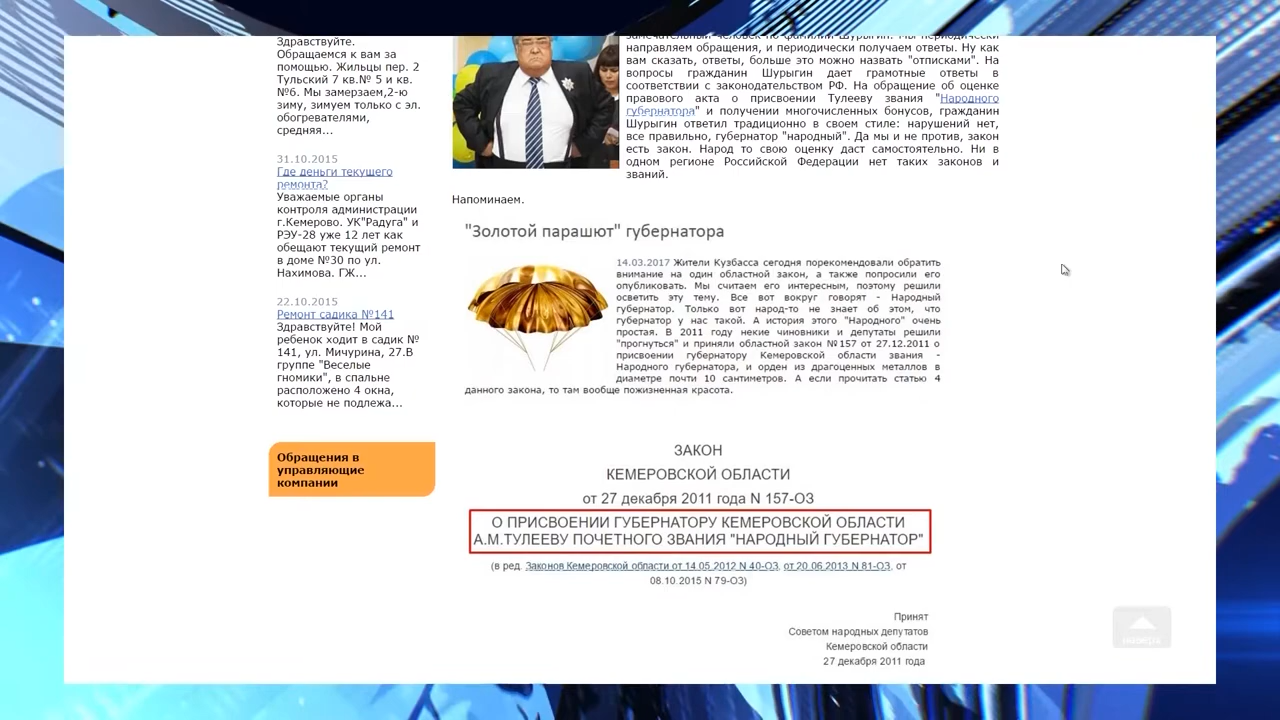 Здравствуйте.
Обращаемся к вам за
помощью. Жильцы пер. 2
Тульский 7 кв.№ 5 и кв.
№6. Мы замерзаем,2-ю
зиму, зимуем только с эл.
обогревателями,
средняя...
31.10.2015
Где деньги текущего
ремонта?
Уважаемые органы
контроля администрации
г.Кемерово. УК"Радуга" и
РЭУ-28 уже 12 лет как
обещают текущий ремонт
в доме №30 по ул.
Нахимова. ГЖ...
22.10.2015
Ремонт садика №141
Здравствуйте! Мой
ребенок ходит в садик №
141, ул. Мичурина, 27.В
группе "Веселые
гномики", в спальне
расположено 4 окна,
которые не подлежа...
Обращения в
управляющие
компании
замечательный человек по фамилии Шурыгин. Мы периодически
направляем обращения, и периодически получаем ответы. Ну как
вам сказать, ответы, больше это можно назвать "отписками". На
вопросы гражданин Шурыгин дает грамотные ответы в
соответствии с законодательством РФ. На обращение об оценке
правового акта о присвоении Тулееву звания "Народного
губернатора" и получении многочисленных бонусов, гражданин
Шурыгин ответил традиционно в своем стиле: нарушений нет,
все правильно, губернатор "народный". Да мы и не против, закон
есть закон. Народ то свою оценку даст самостоятельно. Ни в
одном регионе Российской Федерации нет таких законов и
званий.
Напоминаем.
"Золотой парашют" губернатора
14.03.2017 Жители Кузбасса сегодня порекомендовали обратить
внимание на один областной закон, а также попросили его
опубликовать. Мы считаем его интересным, поэтому решили
осветить эту тему. Все вот вокруг говорят - Народный
губернатор. Только вот народ-то не знает об этом, что
губернатор у нас такой. А история этого "Народного" очень
простая. В 2011 году некие чиновники и депутаты решили
"прогнуться" и приняли областной закон №157 от 27.12.2011 о
присвоении губернатору Кемеровской области звания -
Народного губернатора, и орден из драгоценных металлов в
диаметре почти 10 сантиметров. А если прочитать статью 4
данного закона, то там вообще пожизненная красота.
ЗАКОН
КЕМЕРОВСКОЙ ОБЛАСТИ
от 27 декабря 2011 года N 157-ОЗ
О ПРИСВОЕНИИ ГУБЕРНАТОРУ КЕМЕРОВСКОЙ ОБЛАСТИ
А.М.ТУЛЕЕВУ ПОЧЕТНОГО ЗВАНИЯ "НАРОДНЫЙ ГУБЕРНАТОР"
(в ред. Законов Кемеровской области от 14.05.2012 N 40-ОЗ, от 20.06.2013 N 81-ОЗ, от
08.10.2015 N 79-ОЗ)
Принят
Советом народных депутатов
Кемеровской области
27 декабря 2011 года